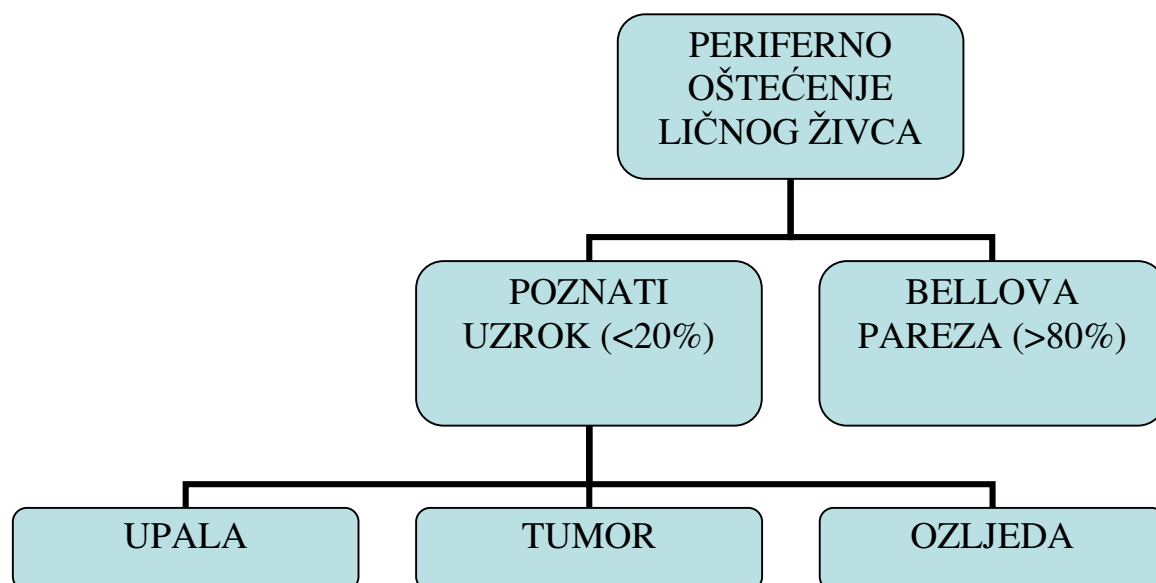 PERIFERNO
OŠTEĆENJE
LIČNOG ŽIVCA
POZNATI
UZROK (<20%)
BELLOVA
PAREZA (>80%)
UPALA
TUMOR
OZLJEDA